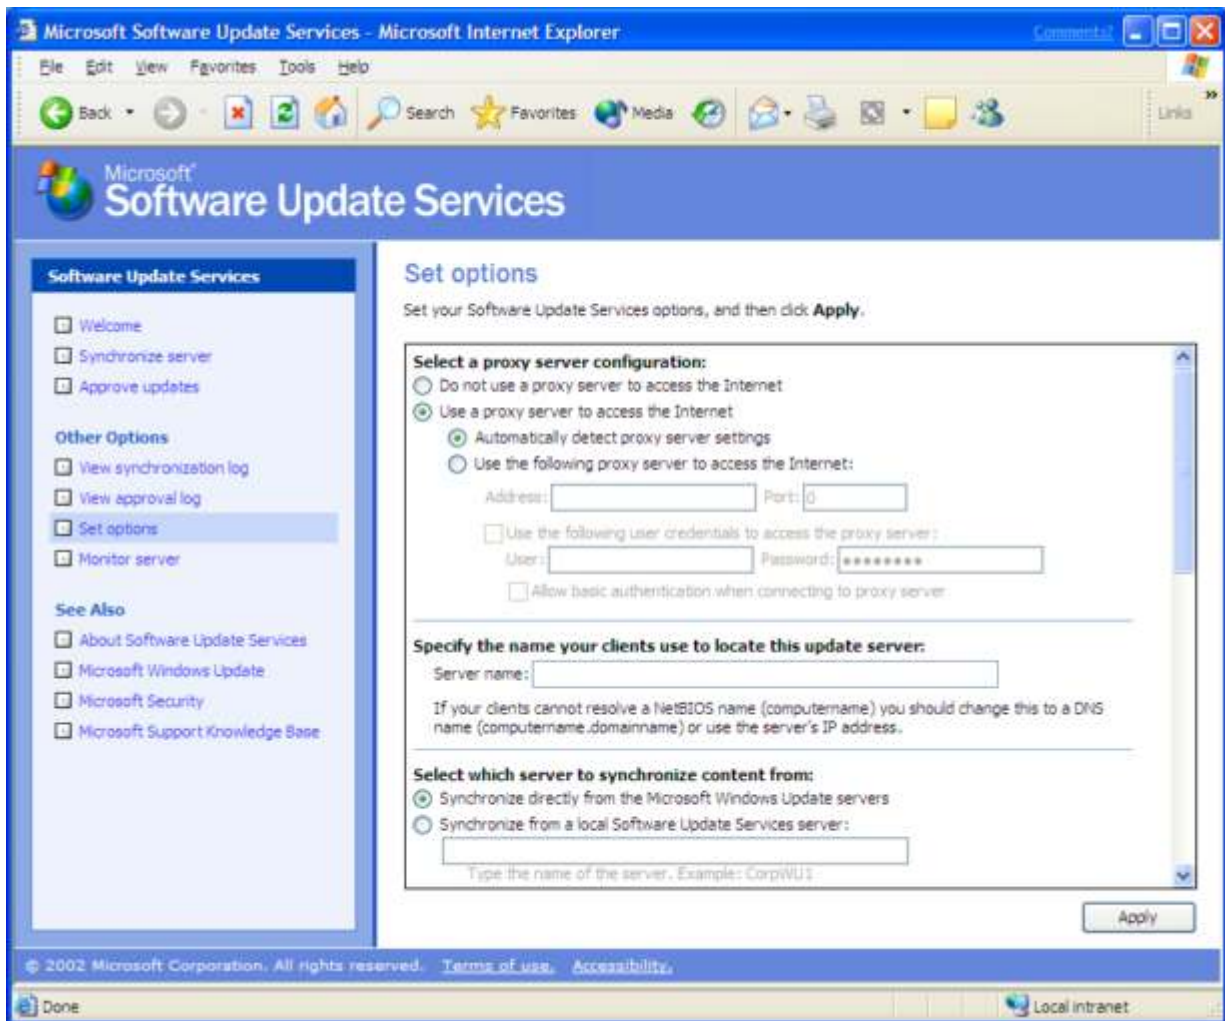 Microsoft Software Update Services - Microsoft Internet Explorer
Comments?
File Edit View Favorites Tools Help
Back Search Favorites Media Links
Microsoft
Software Update Services
Software Update Services
Welcome
Synchronize server
Approve updates
Other Options
View synchronization log
View approval log
Set options
Monitor server
See Also
About Software Update Services
Microsoft Windows Update
Microsoft Security
Microsoft Support Knowledge Base
Set options
Set your Software Update Services options, and then click Apply.
Select a proxy server configuration:
Do not use a proxy server to access the Internet
Use a proxy server to access the Internet
Automatically detect proxy server settings
Use the following proxy server to access the Internet:
Address: Port: 0
Use the following user credentials to access the proxy server:
User: Password: ••••••••
Allow basic authentication when connecting to proxy server
Specify the name your clients use to locate this update server:
Server name:
If your clients cannot resolve a NetBIOS name (computername) you should change this to a DNS
name (computername.domainname) or use the server's IP address.
Select which server to synchronize content from:
Synchronize directly from the Microsoft Windows Update servers
Synchronize from a local Software Update Services server:
Type the name of the server. Example: CorpWU1
Apply
© 2002 Microsoft Corporation. All rights reserved. Terms of use. Accessibility.
Done Local intranet